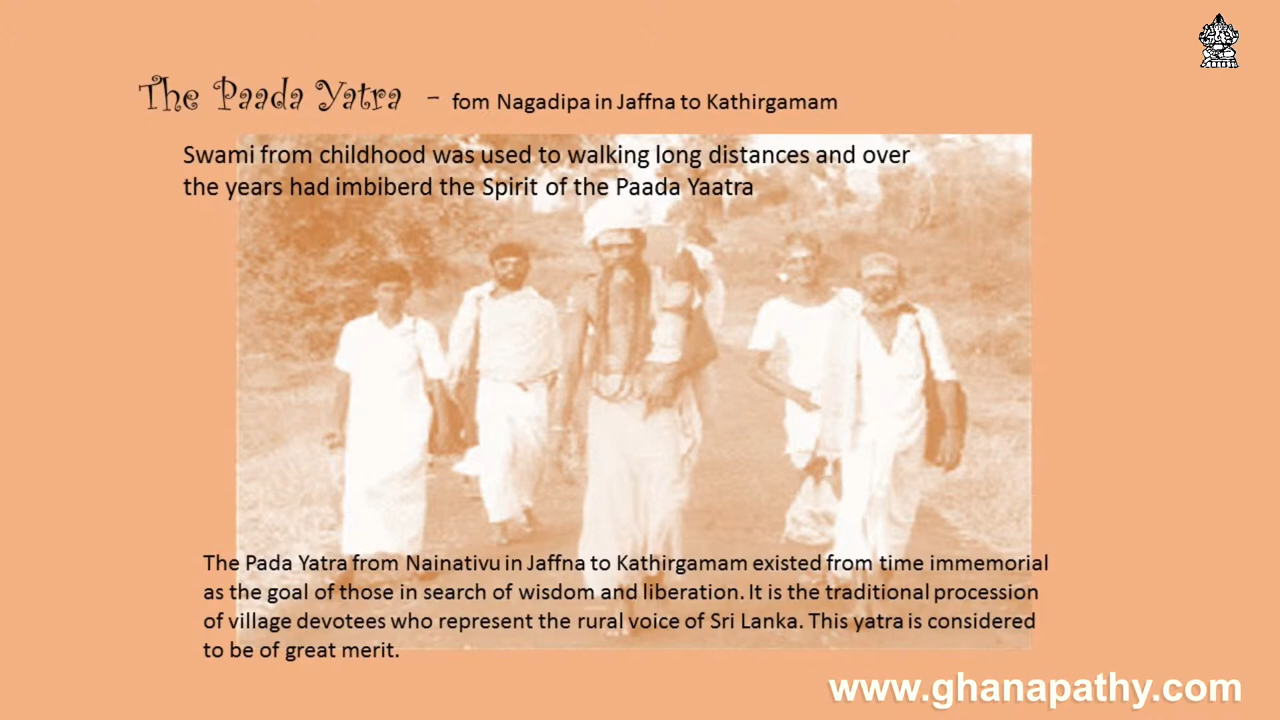 The Paada Yatra – fom Nagadipa in Jaffna to Kathirgamam
Swami from childhood was used to walking long distances and over
the years had imbiberd the Spirit of the Paada Yaatra
The Pada Yatra from Nainativu in Jaffna to Kathirgamam existed from time immemorial
as the goal of those in search of wisdom and liberation. It is the traditional procession
of village devotees who represent the rural voice of Sri Lanka. This yatra is considered
to be of great merit.
www.ghanapathy.com